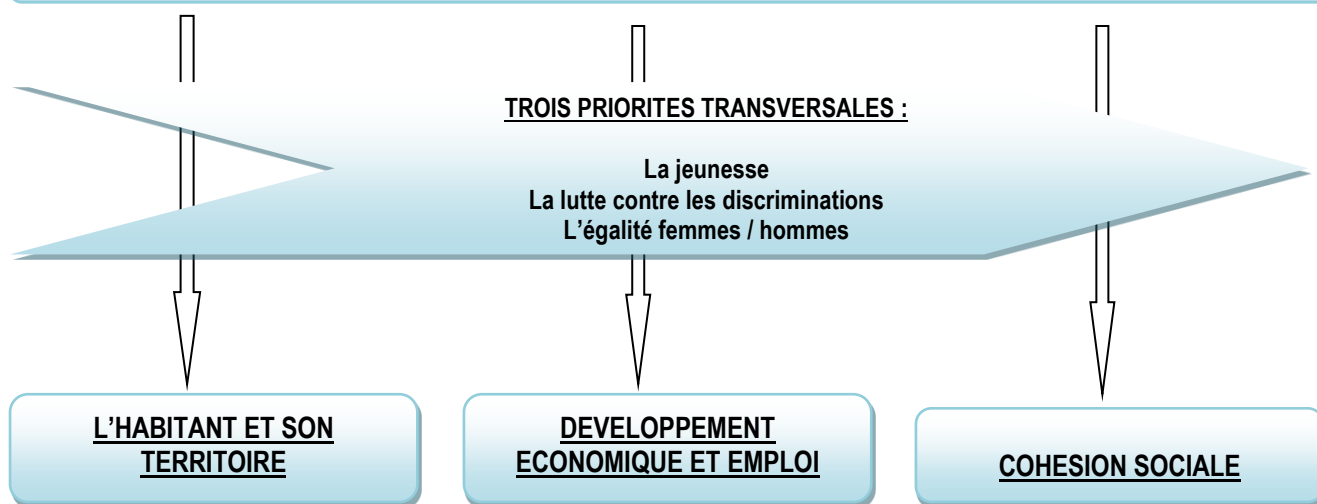 TROIS PRIORITES TRANSVERSALES :
La jeunesse
La lutte contre les discriminations
L’égalité femmes / hommes
L’HABITANT ET SON
TERRITOIRE
DEVELOPPEMENT
ECONOMIQUE ET EMPLOI
COHESION SOCIALE